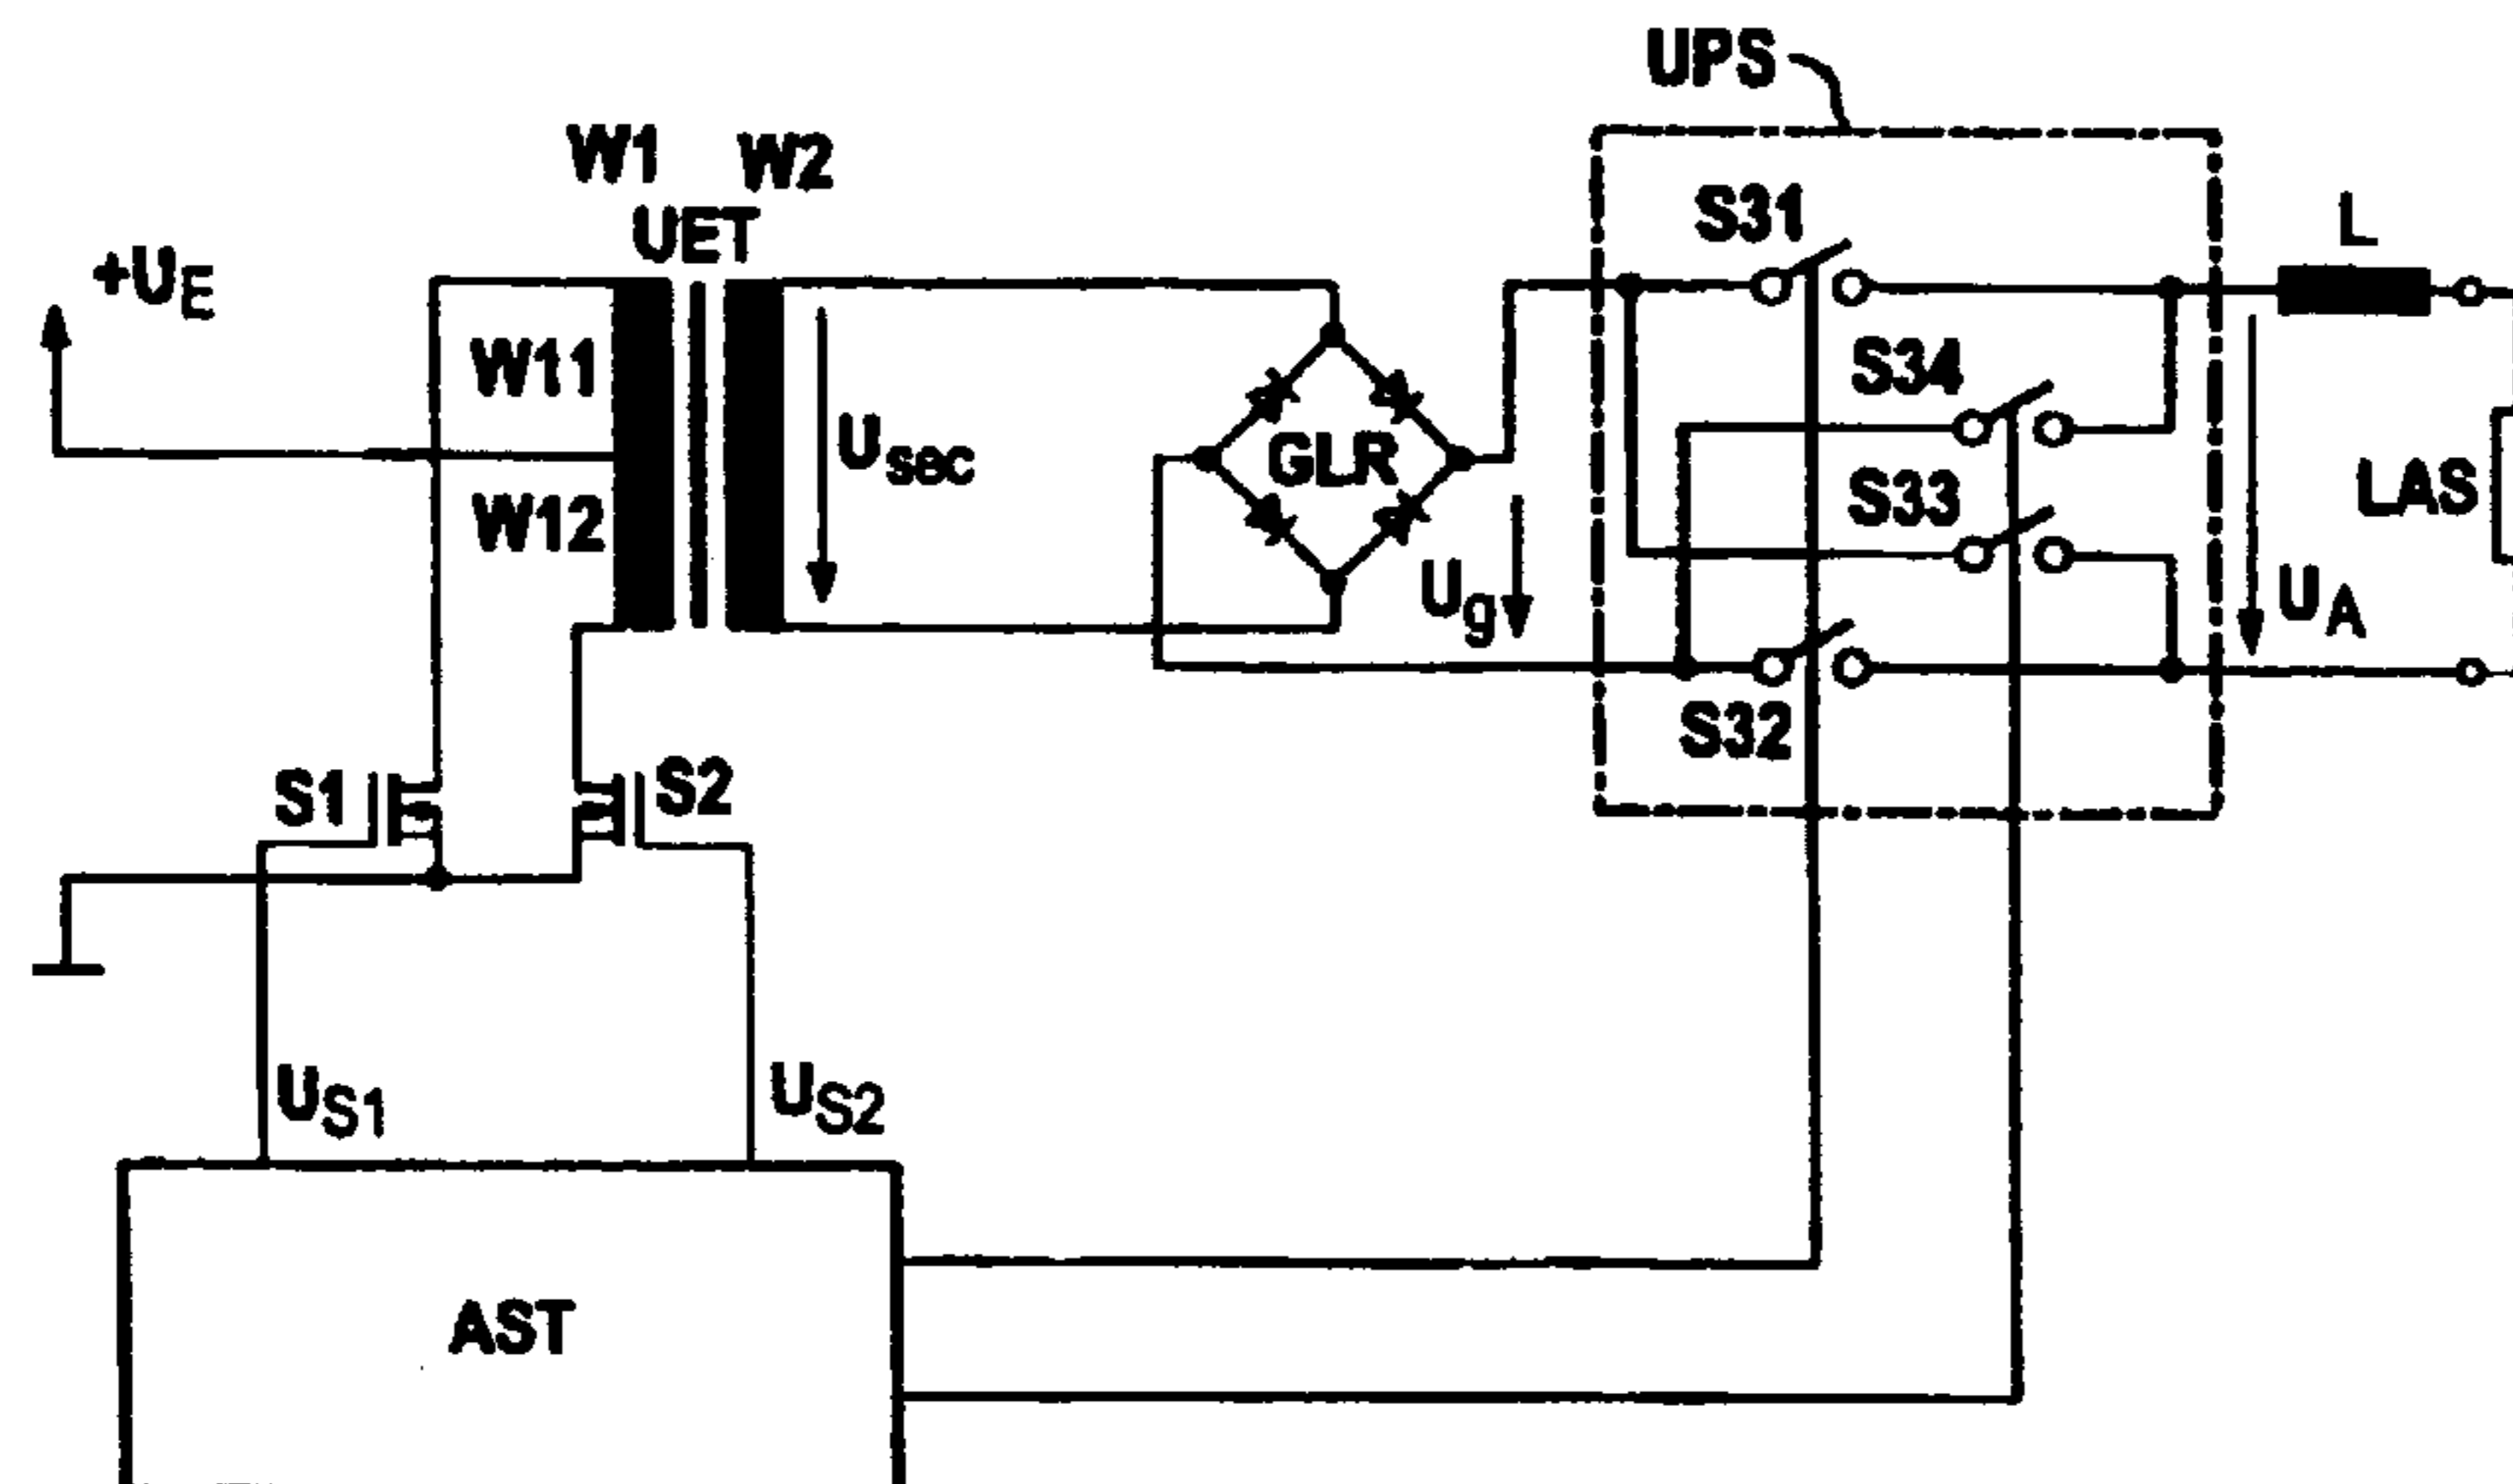 UPS
W1
W2
UET
S31
L
+UE
W11
S34
Usec
GLR
S33
LAS
W12
Ug
UA
S32
S1
S2
US1
US2
AST